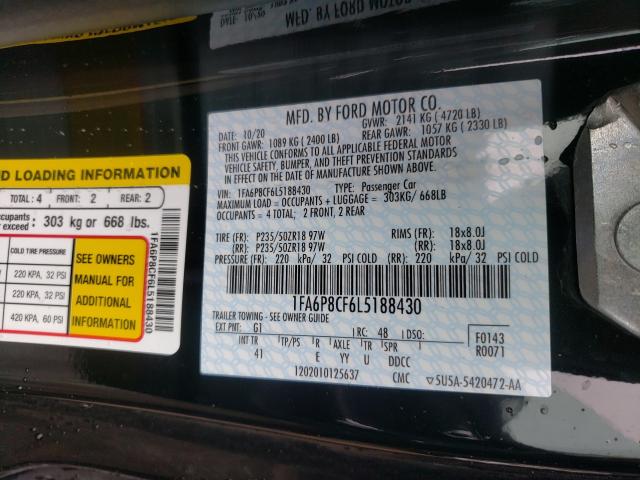 MFD. BY FORD MOTOR CO.
10/20
GVWR: 2141 KG ( 4720 LB)
FRONT GAWR: 1089 KG ( 2400 LB)
REAR GAWR: 1057 KG ( 2330 LB)
THIS VEHICLE CONFORMS TO ALL APPLICABLE FEDERAL MOTOR
VEHICLE SAFETY, BUMPER, AND THEFT PREVENTION STANDARDS
IN EFFECT ON THE DATE OF MANUFACTURE SHOWN ABOVE.
VIN: 1FA6P8CF6L5188430 TYPE: Passenger Car
MAXIMUM LOAD = OCCUPANTS + LUGGAGE = 303KG/ 668LB
OCCUPANTS = 4 TOTAL: 2 FRONT, 2 REAR
TIRE (FR): P235/50ZR18 97W RIMS (FR): 18x8.0J
(RR): P235/50ZR18 97W (RR): 18x8.0J
PRESSURE (FR): 220 kPa/ 32 PSI COLD (RR): 220 kPa/ 32 PSI COLD
1FA6P8CF6L5188430
TRAILER TOWING - SEE OWNER GUIDE
EXT PNT: G1 RC: 48 DSO: F0143
INT TR TP/PS R AXLE TR SPR R0071
41 E YY U DDCC
1202010125637 CMC 5U5A-5420472-AA
D LOADING INFORMATION
TOTAL : 4 FRONT: 2 REAR: 2
303 kg or 668 lbs.
COLD TIRE PRESSURE
220 KPA, 32 PSI
220 KPA, 32 PSI
420 KPA, 60 PSI
SEE OWNERS
MANUAL FOR
ADDITIONAL
INFORMATION
1FA6P8CF6L5188430